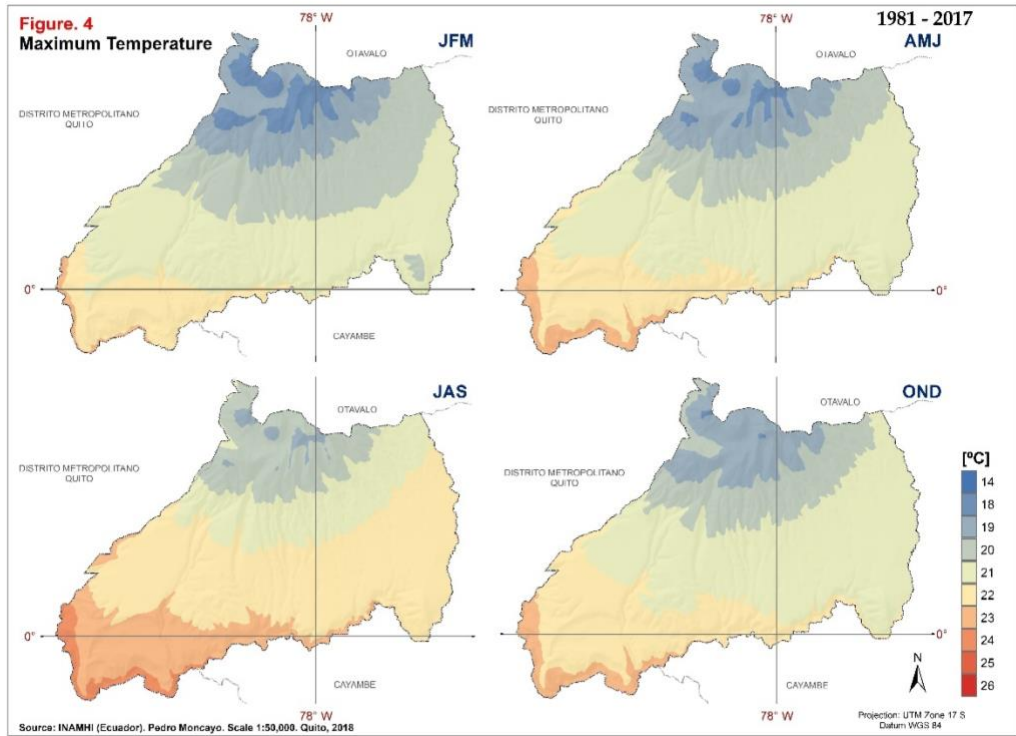 Figure. 4
Maximum Temperature
78° W
78° W
1981 - 2017
JFM
AMJ
OTAVALO
OTAVALO
DISTRITO METROPOLITANO
QUITO
DISTRITO METROPOLITANO
QUITO
0°
0°
CAYAMBE
CAYAMBE
JAS
OND
OTAVALO
OTAVALO
DISTRITO METROPOLITANO
QUITO
DISTRITO METROPOLITANO
QUITO
[ºC]
14
18
19
20
21
22
23
24
25
26
0°
0°
CAYAMBE
CAYAMBE
N
78° W
78° W
Source: INAMHI (Ecuador). Pedro Moncayo. Scale 1:50,000. Quito, 2018
Projection: UTM Zone 17 S
Datum WGS 84